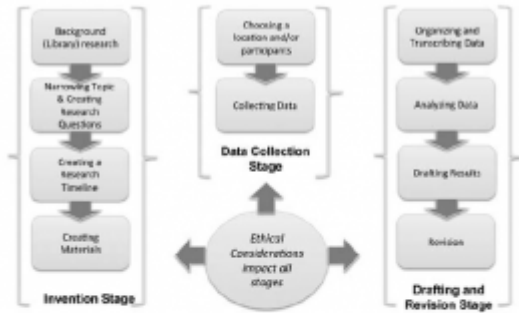 Background
(Library) research
Narrowing Topic
& Creating
Research
Questions
Creating a
Research
Timeline
Creating
Materials
Invention Stage
Choosing a
location and/or
participants
Collecting Data
Data Collection
Stage
Ethical
Considerations
impact all
stages
Organizing and
Transcribing Data
Analyzing Data
Drafting Results
Revision
Drafting and
Revision Stage